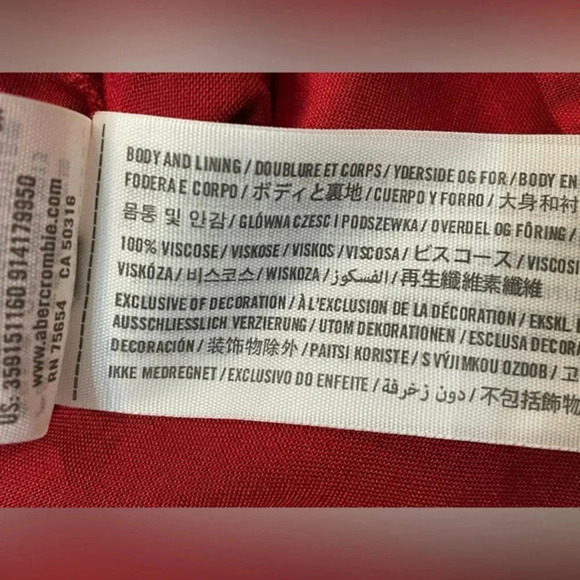 US: 359151160 914179950
www.abercrombie.com
RN 75654 CA 50316
BODY AND LINING / DOUBLURE ET CORPS / YDERSIDE OG FOR / BODY EN
FODERA E CORPO / ボディと裏地 / CUERPO Y FORRO / 大身和衬
몸통 및 안감 / GLÓWNA CZESC I PODSZEWKA / OVERDEL OG FÔRING /
100% VISCOSE / VISKOSE / VISKOS / VISCOSA / ビスコース / VISCOSI
VISKÓZA / 비스코스 / WISKOZA / الفسكوز / 再生纖維素纖維
EXCLUSIVE OF DECORATION / À L'EXCLUSION DE LA DÉCORATION / EKSKL
AUSSCHLIESSLICH VERZIERUNG / UTOM DEKORATIONEN / ESCLUSA DECORA
DECORACIÓN / 装饰物除外 / PAITSI KORISTE / S VÝJIMKOU OZDOB / 고
IKKE MEDREGNET / EXCLUSIVO DO ENFEITE / دون زخرفة / 不包括飾物